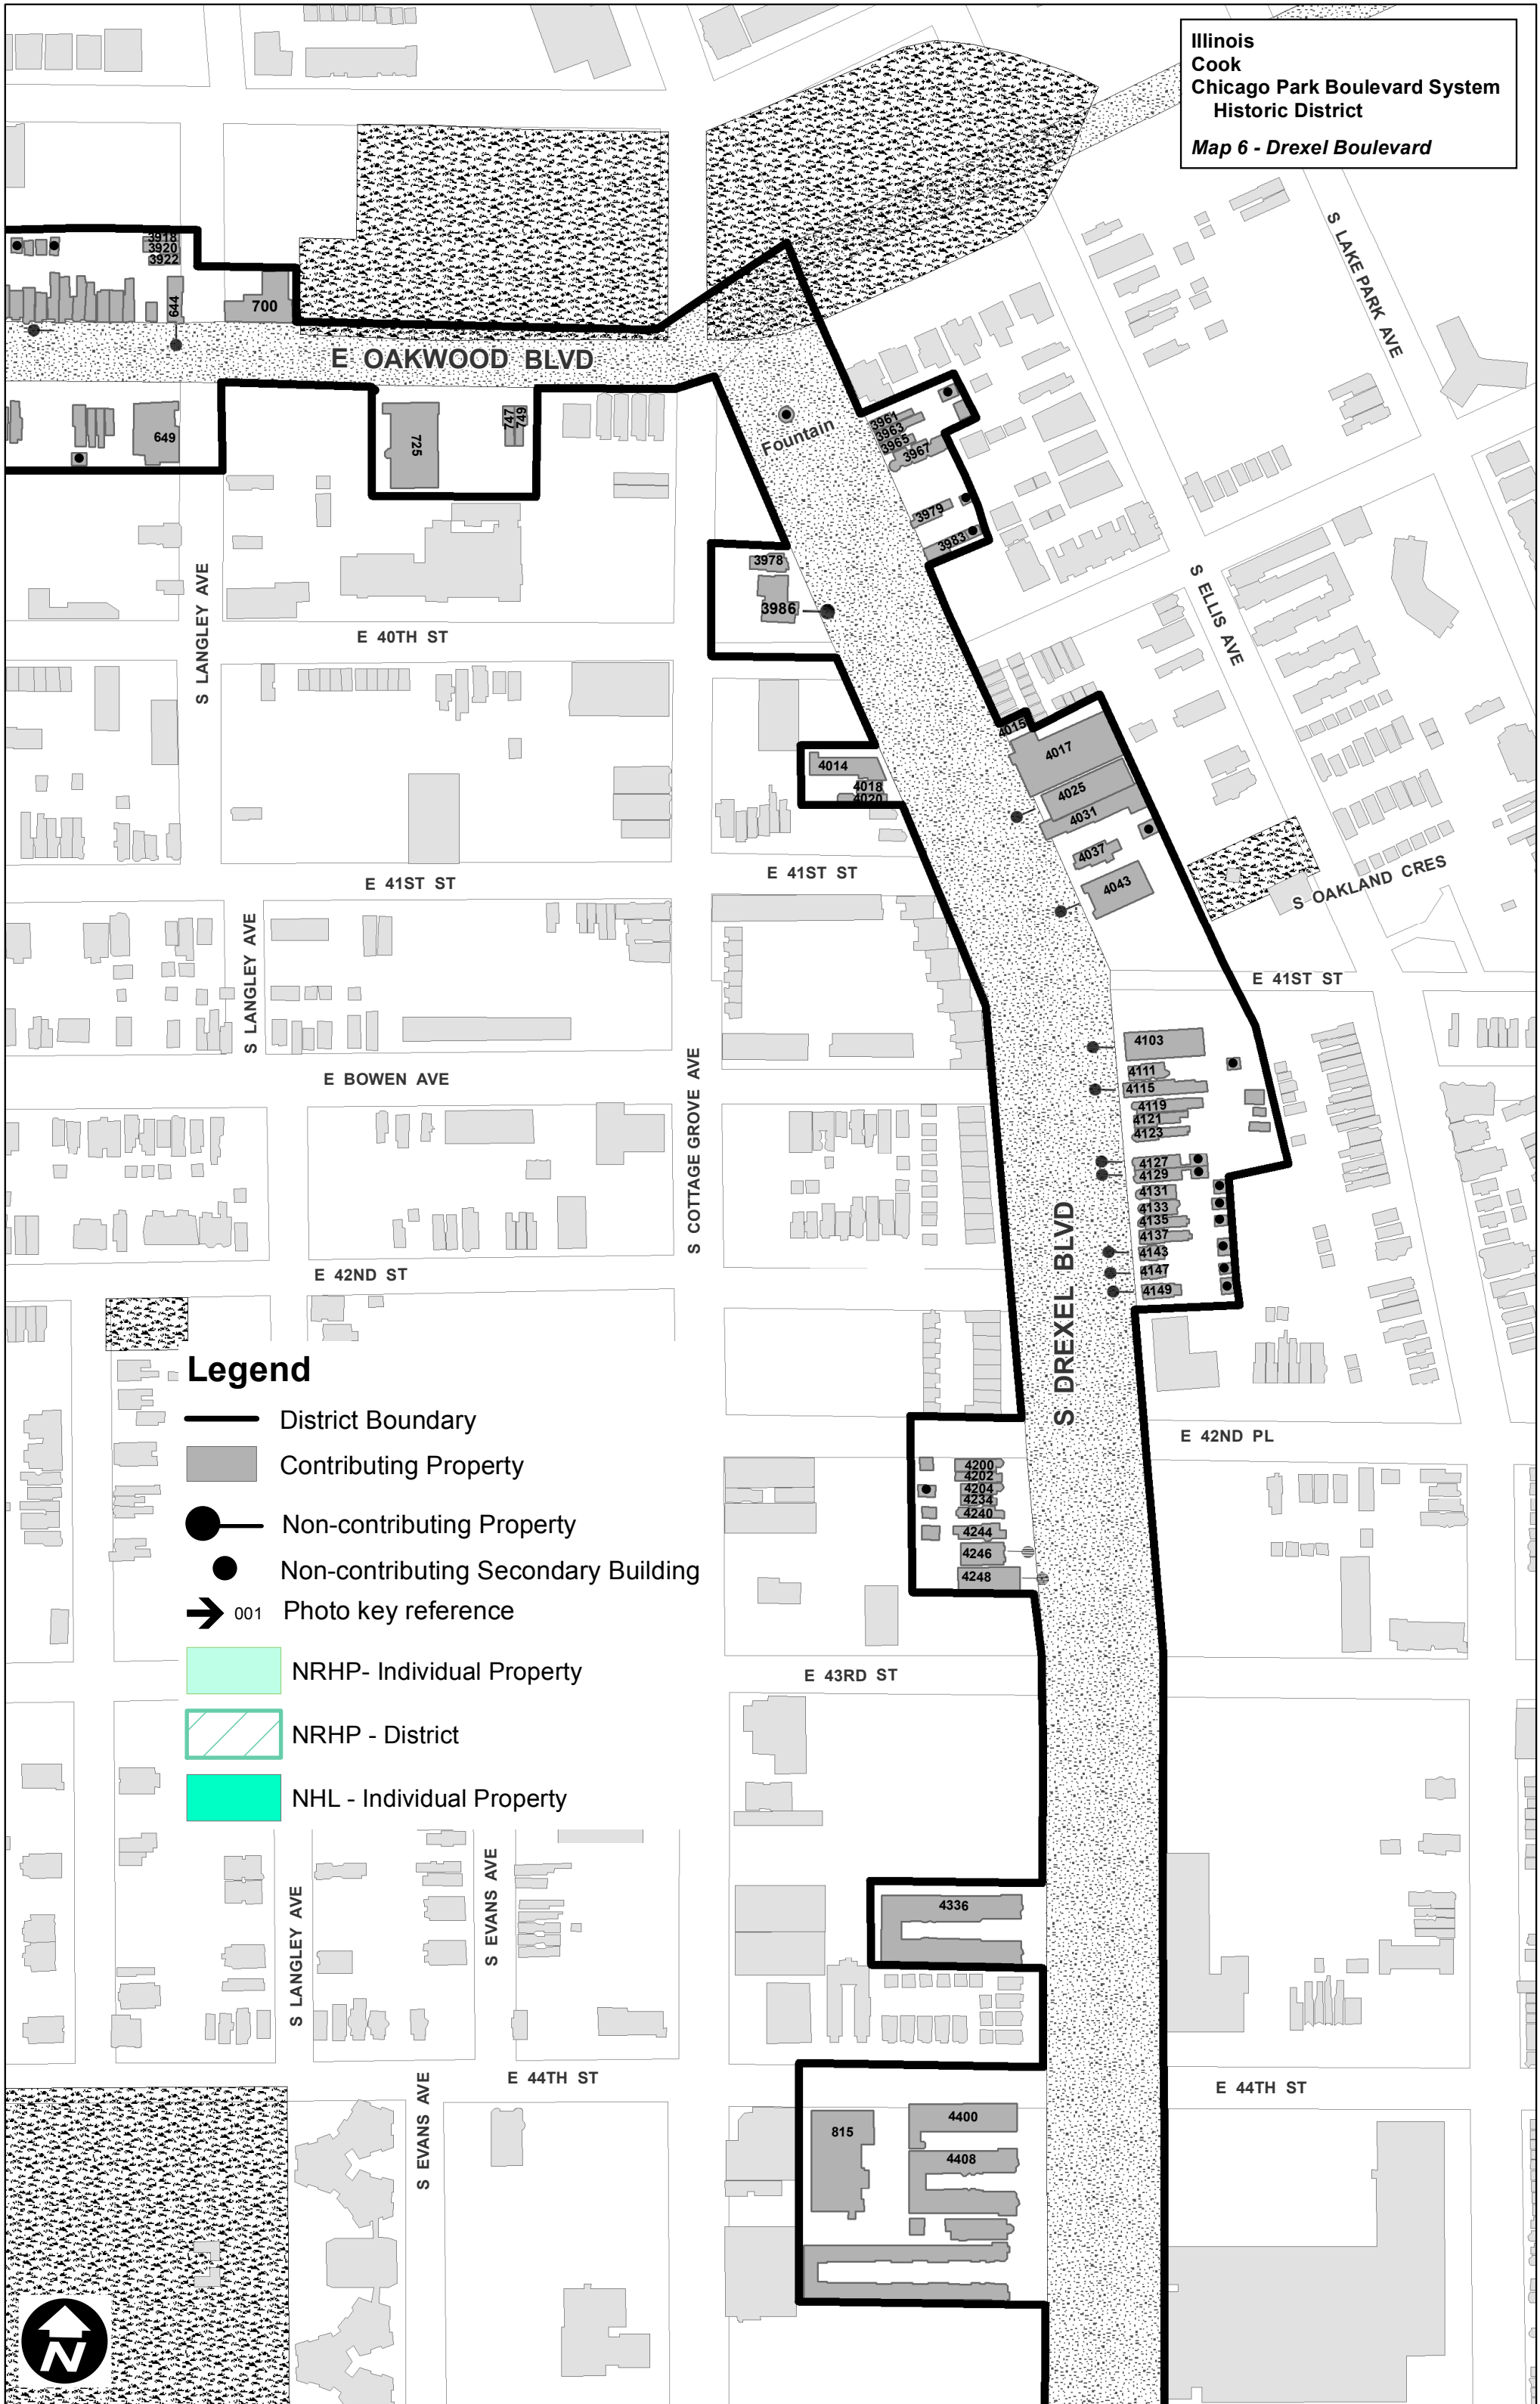 Illinois
Cook
Chicago Park Boulevard System
Historic District
Map 6 - Drexel Boulevard
3918
3920
3922
644
700
E OAKWOOD BLVD
649
725
747
749
Fountain
3961
3963
3965
3967
3979
3983
S LAKE PARK AVE
S ELLIS AVE
S LANGLEY AVE
3978
3986
E 40TH ST
4014
4018
4020
4015
4017
4025
4031
4037
4043
E 41ST ST
E 41ST ST
S OAKLAND CRES
E 41ST ST
S LANGLEY AVE
E BOWEN AVE
S COTTAGE GROVE AVE
4103
4111
4115
4119
4121
4123
4127
4129
4131
4133
4135
4137
4143
4147
4149
S DREXEL BLVD
E 42ND ST
E 42ND PL
4200
4202
4204
4234
4240
4244
4246
4248
Legend
District Boundary
Contributing Property
Non-contributing Property
Non-contributing Secondary Building
001 Photo key reference
NRHP- Individual Property
NRHP - District
NHL - Individual Property
E 43RD ST
4336
S LANGLEY AVE
S EVANS AVE
E 44TH ST
E 44TH ST
S EVANS AVE
815
4400
4408
N